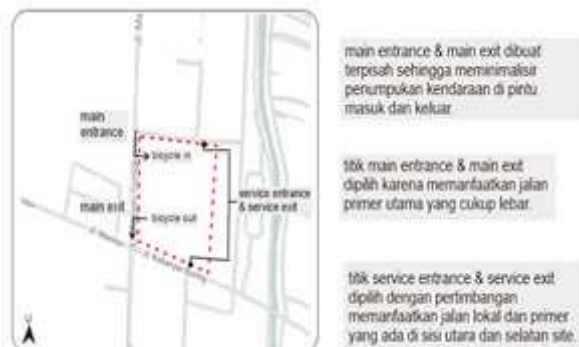 main
entrance
bicycle in
main exit
bicycle out
service entrance
& service exit
U
main entrance & main exit dibuat
terpisah sehingga meminimalisir
penumpukan kendaraan di pintu
masuk dan keluar.
titik main entrance & main exit
dipilih karena memanfaatkan jalan
primer utama yang cukup lebar.
titik service entrance & service exit
dipilih dengan pertimbangan
memanfaatkan jalan lokal dan primer
yang ada di sisi utara dan selatan site.